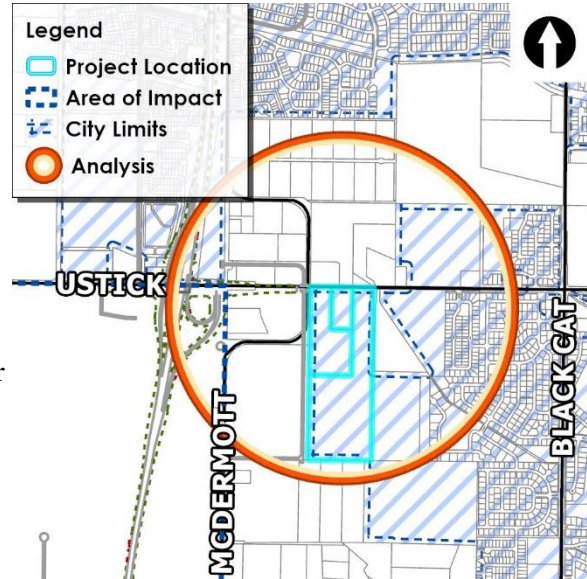 Legend
Project Location
Area of Impact
City Limits
Analysis
USTICK
r
MCDERMOTT
BLACK CAT